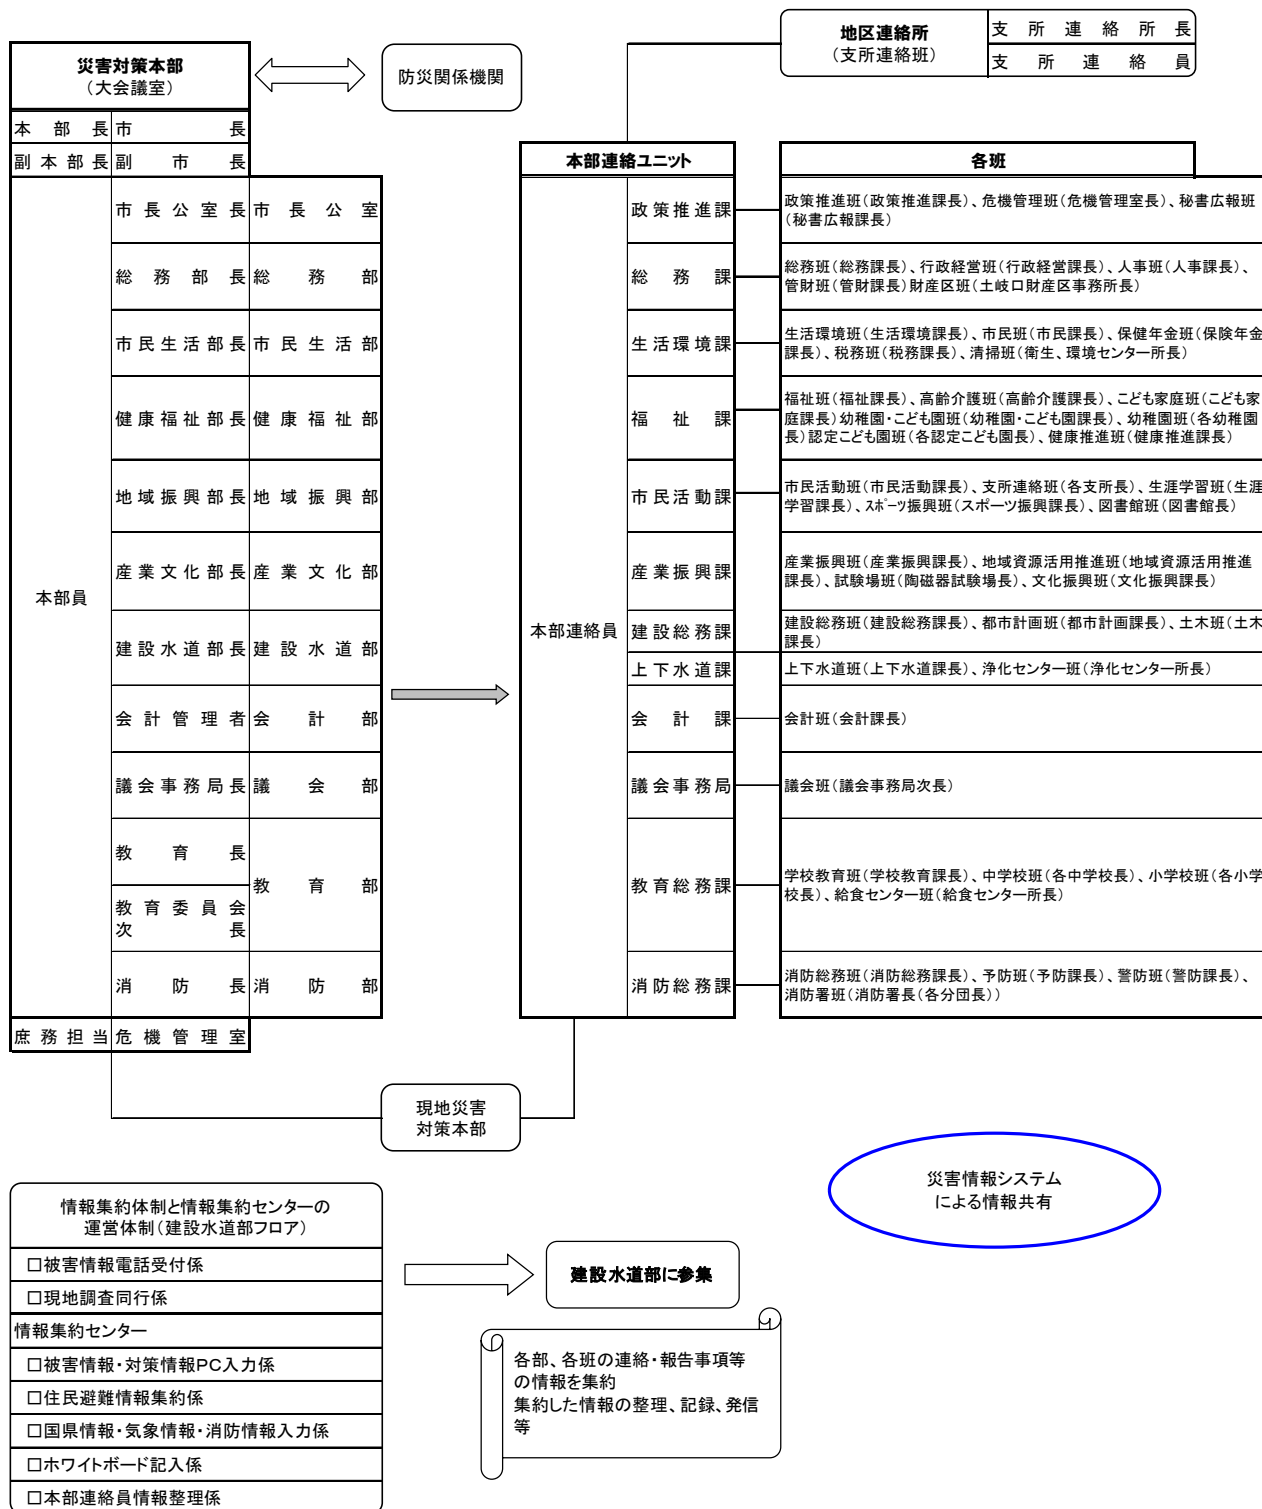 地区連絡所
(支所連絡班)
支所連絡所長
支所連絡員
災害対策本部
(大会議室)
防災関係機関
本部長 市長
副本部長 副市長
本部員
市長公室長 市長公室
総務部長 総務部
市民生活部長 市民生活部
健康福祉部長 健康福祉部
地域振興部長 地域振興部
産業文化部長 産業文化部
建設水道部長 建設水道部
会計管理者 会計部
議会事務局長 議会部
教育長
教育委員会
次長
教育部
消防長 消防部
庶務担当 危機管理室
本部連絡ユニット
本部連絡員
各班
政策推進課
政策推進班(政策推進課長)、危機管理班(危機管理室長)、秘書広報班
(秘書広報課長)
総務課
総務班(総務課長)、行政経営班(行政経営課長)、人事班(人事課長)、
管財班(管財課長)財産区班(土岐口財産区事務所長)
生活環境課
生活環境班(生活環境課長)、市民班(市民課長)、保健年金班(保険年金
課長)、税務班(税務課長)、清掃班(衛生、環境センター所長)
福祉課
福祉班(福祉課長)、高齢介護班(高齢介護課長)、こども家庭班(こども家
庭課長)幼稚園・こども園班(幼稚園・こども園課長)、幼稚園班(各幼稚園
長)認定こども園班(各認定こども園長)、健康推進班(健康推進課長)
市民活動課
市民活動班(市民活動課長)、支所連絡班(各支所長)、生涯学習班(生涯
学習課長)、スポーツ振興班(スポーツ振興課長)、図書館班(図書館長)
産業振興課
産業振興班(産業振興課長)、地域資源活用推進班(地域資源活用推進
課長)、試験場班(陶磁器試験場長)、文化振興班(文化振興課長)
建設総務課
建設総務班(建設総務課長)、都市計画班(都市計画課長)、土木班(土木
課長)
上下水道課
上下水道班(上下水道課長)、浄化センター班(浄化センター所長)
会計課
会計班(会計課長)
議会事務局
議会班(議会事務局次長)
教育総務課
学校教育班(学校教育課長)、中学校班(各中学校長)、小学校班(各小学
校長)、給食センター班(給食センター所長)
消防総務課
消防総務班(消防総務課長)、予防班(予防課長)、警防班(警防課長)、
消防署班(消防署長(各分団長))
現地災害
対策本部
災害情報システム
による情報共有
情報集約体制と情報集約センターの
運営体制(建設水道部フロア)
□被害情報電話受付係
□現地調査同行係
情報集約センター
□被害情報・対策情報PC入力係
□住民避難情報集約係
□国県情報・気象情報・消防情報入力係
□ホワイトボード記入係
□本部連絡員情報整理係
建設水道部に参集
各部、各班の連絡・報告事項等
の情報を集約
集約した情報の整理、記録、発信
等